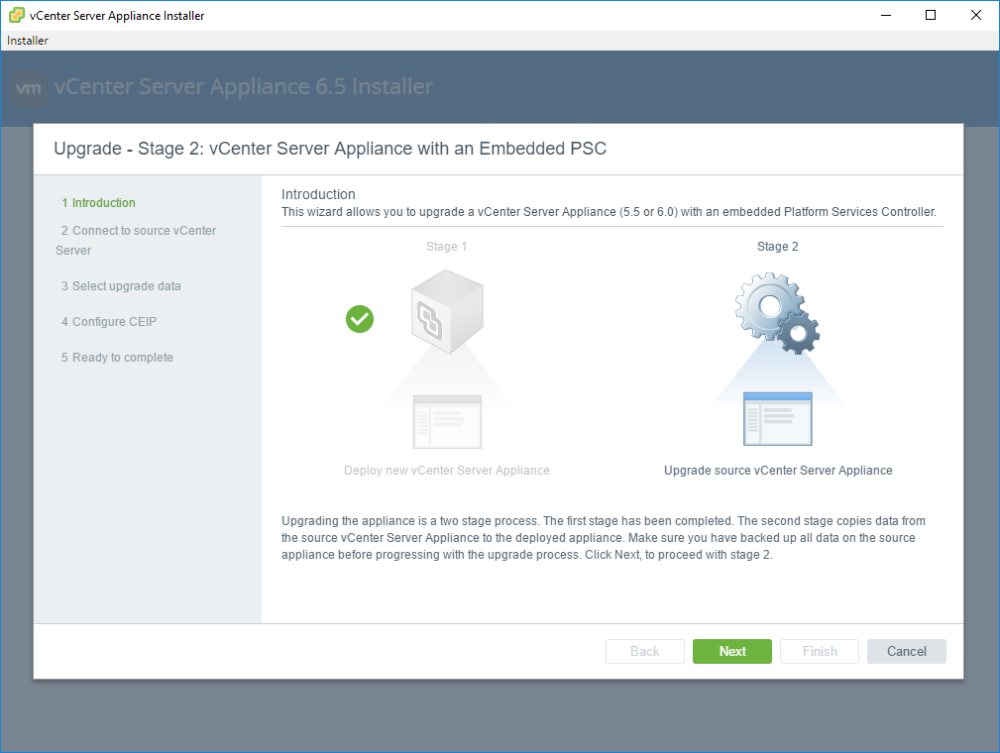 vCenter Server Appliance Installer
Installer
vm vCenter Server Appliance 6.5 Installer
Upgrade - Stage 2: vCenter Server Appliance with an Embedded PSC
1 Introduction
2 Connect to source vCenter
Server
3 Select upgrade data
4 Configure CEIP
5 Ready to complete
Introduction
This wizard allows you to upgrade a vCenter Server Appliance (5.5 or 6.0) with an embedded Platform Services Controller.
Stage 1
Stage 2
Deploy new vCenter Server Appliance
Upgrade source vCenter Server Appliance
Upgrading the appliance is a two stage process. The first stage has been completed. The second stage copies data from
the source vCenter Server Appliance to the deployed appliance. Make sure you have backed up all data on the source
appliance before progressing with the upgrade process. Click Next, to proceed with stage 2.
Back
Next
Finish
Cancel